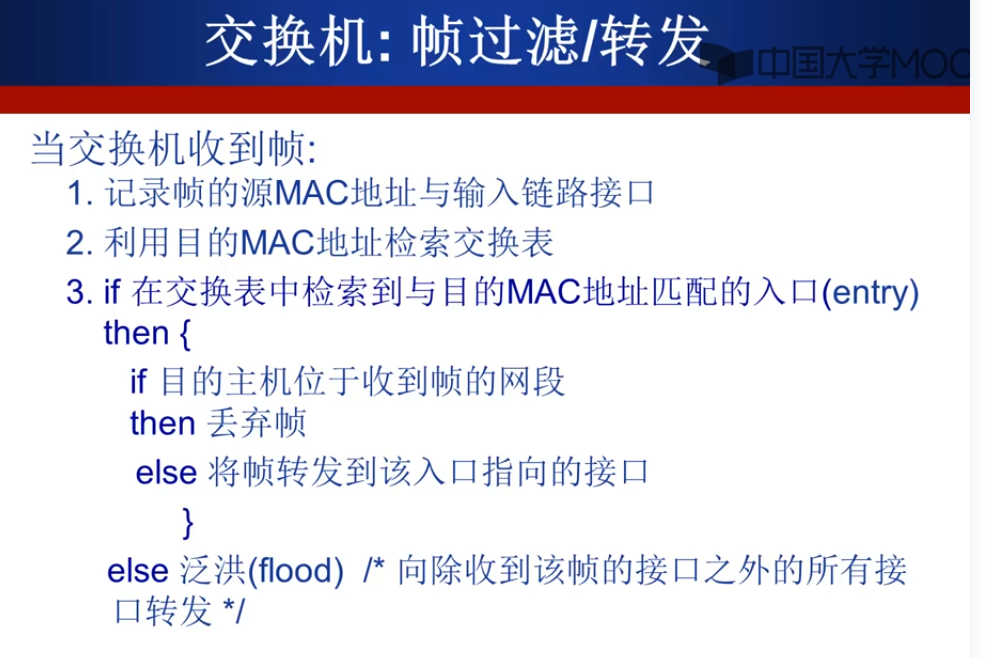 交换机: 帧过滤/转发
中国大学MOO
当交换机收到帧:
1. 记录帧的源MAC地址与输入链路接口
2. 利用目的MAC地址检索交换表
3. if 在交换表中检索到与目的MAC地址匹配的入口(entry)
then {
if 目的主机位于收到帧的网段
then 丢弃帧
else 将帧转发到该入口指向的接口
}
else 泛洪(flood) /* 向除收到该帧的接口之外的所有接
口转发 */